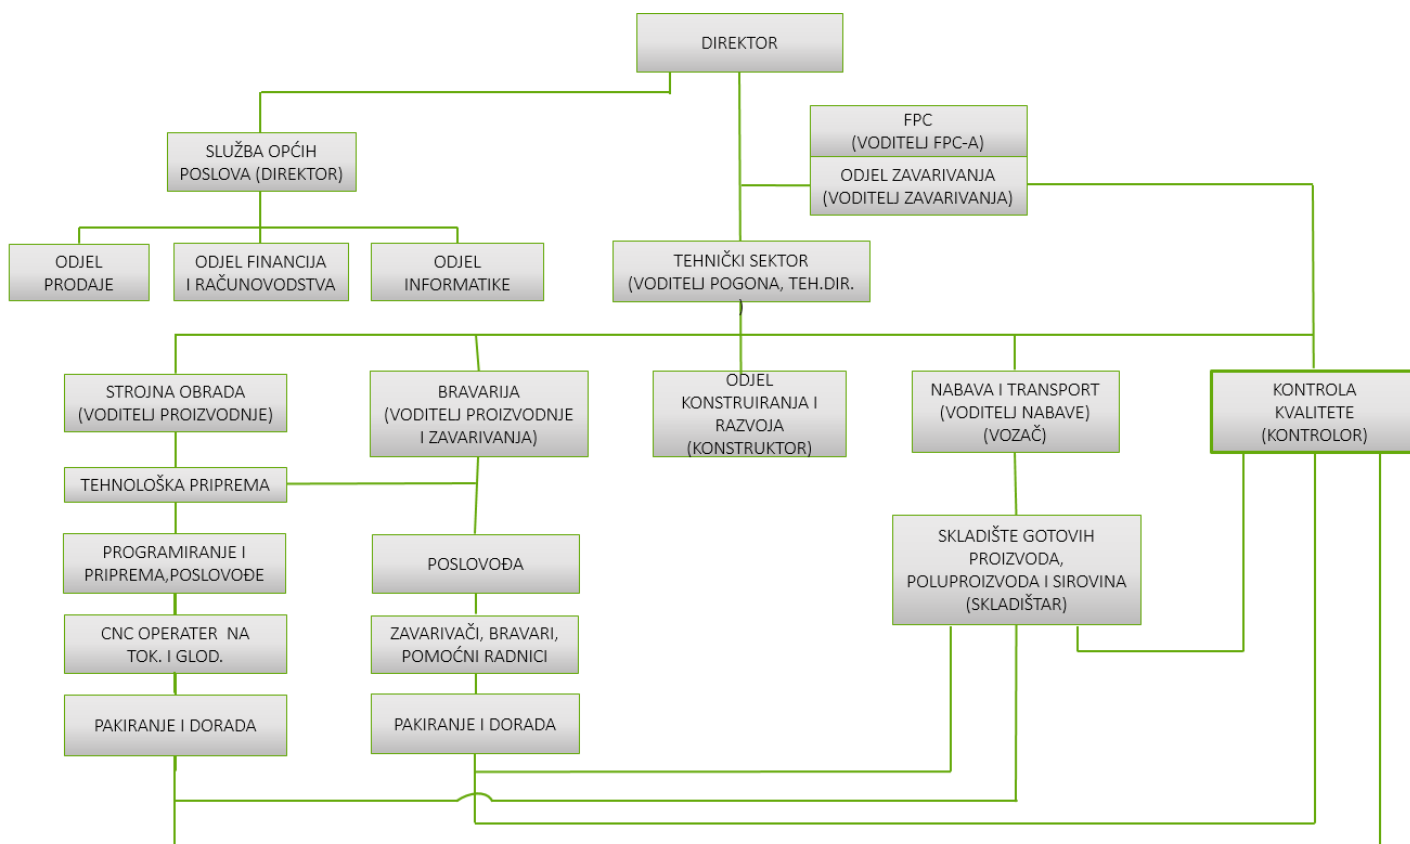 DIREKTOR
FPC
(VODITELJ FPC-A)
SLUŽBA OPĆIH
POSLOVA (DIREKTOR)
ODJEL ZAVARIVANJA
(VODITELJ ZAVARIVANJA)
ODJEL
PRODAJE
ODJEL FINANCIJA
I RAČUNOVODSTVA
ODJEL
INFORMATIKE
TEHNIČKI SEKTOR
(VODITELJ POGONA, TEH.DIR.
)
STROJNA OBRADA
(VODITELJ PROIZVODNJE)
BRAVARIJA
(VODITELJ PROIZVODNJE
I ZAVARIVANJA)
ODJEL
KONSTRUIRANJA I
RAZVOJA
(KONSTRUKTOR)
NABAVA I TRANSPORT
(VODITELJ NABAVE)
(VOZAČ)
KONTROLA
KVALITETE
(KONTROLOR)
TEHNOLOŠKA PRIPREMA
PROGRAMIRANJE I
PRIPREMA,POSLOVOĐE
POSLOVOĐA
SKLADIŠTE GOTOVIH
PROIZVODA,
POLUPROIZVODA I SIROVINA
(SKLADIŠTAR)
CNC OPERATER NA
TOK. I GLOD.
ZAVARIVAČI, BRAVARI,
POMOĆNI RADNICI
PAKIRANJE I DORADA
PAKIRANJE I DORADA